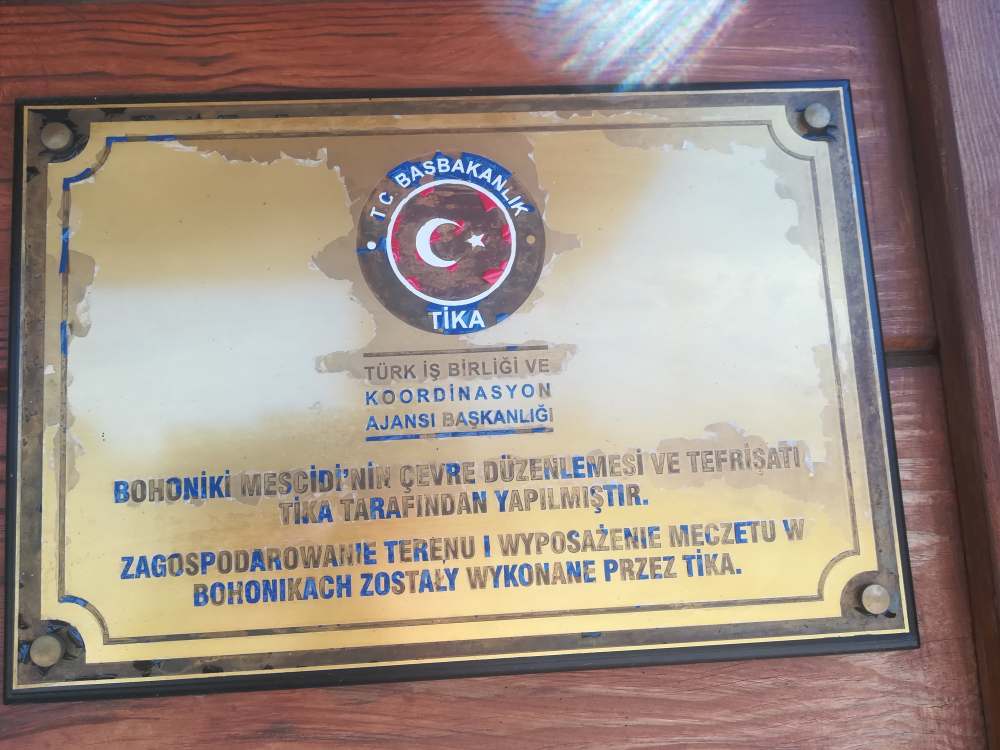 T.C. BAŞBAKANLIK
TİKA
TÜRK İŞ BİRLİĞİ VE
KOORDİNASYON
AJANSI BAŞKANLIĞI
BOHONİKİ MESCİDİ'NİN ÇEVRE DÜZENLEMESİ VE TEFRİŞATI
TİKA TARAFINDAN YAPILMIŞTIR.
ZAGOSPODAROWANIE TERENU I WYPOSAŻENIE MECZETU W
BOHONIKACH ZOSTAŁY WYKONANE PRZEZ TİKA.